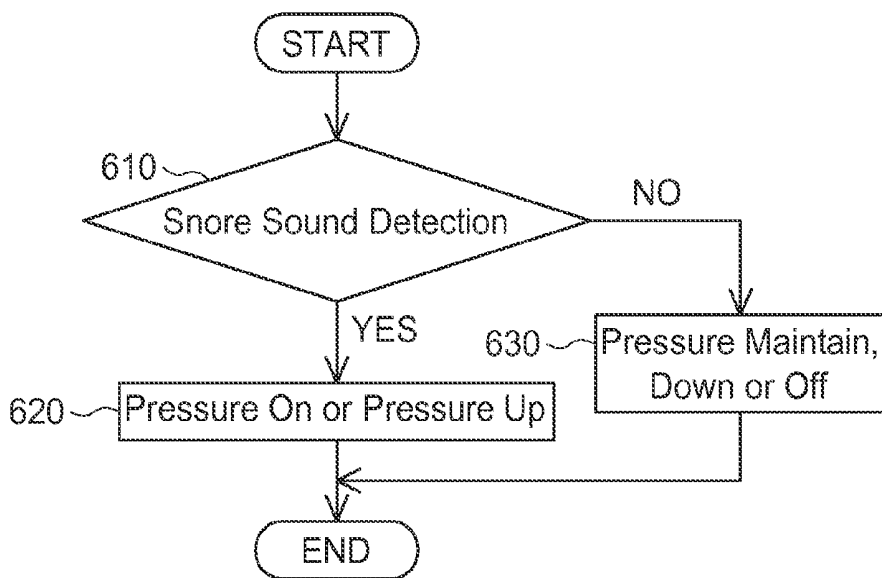 START
610
Snore Sound Detection
NO
YES
630
Pressure Maintain,
Down or Off
620
Pressure On or Pressure Up
END